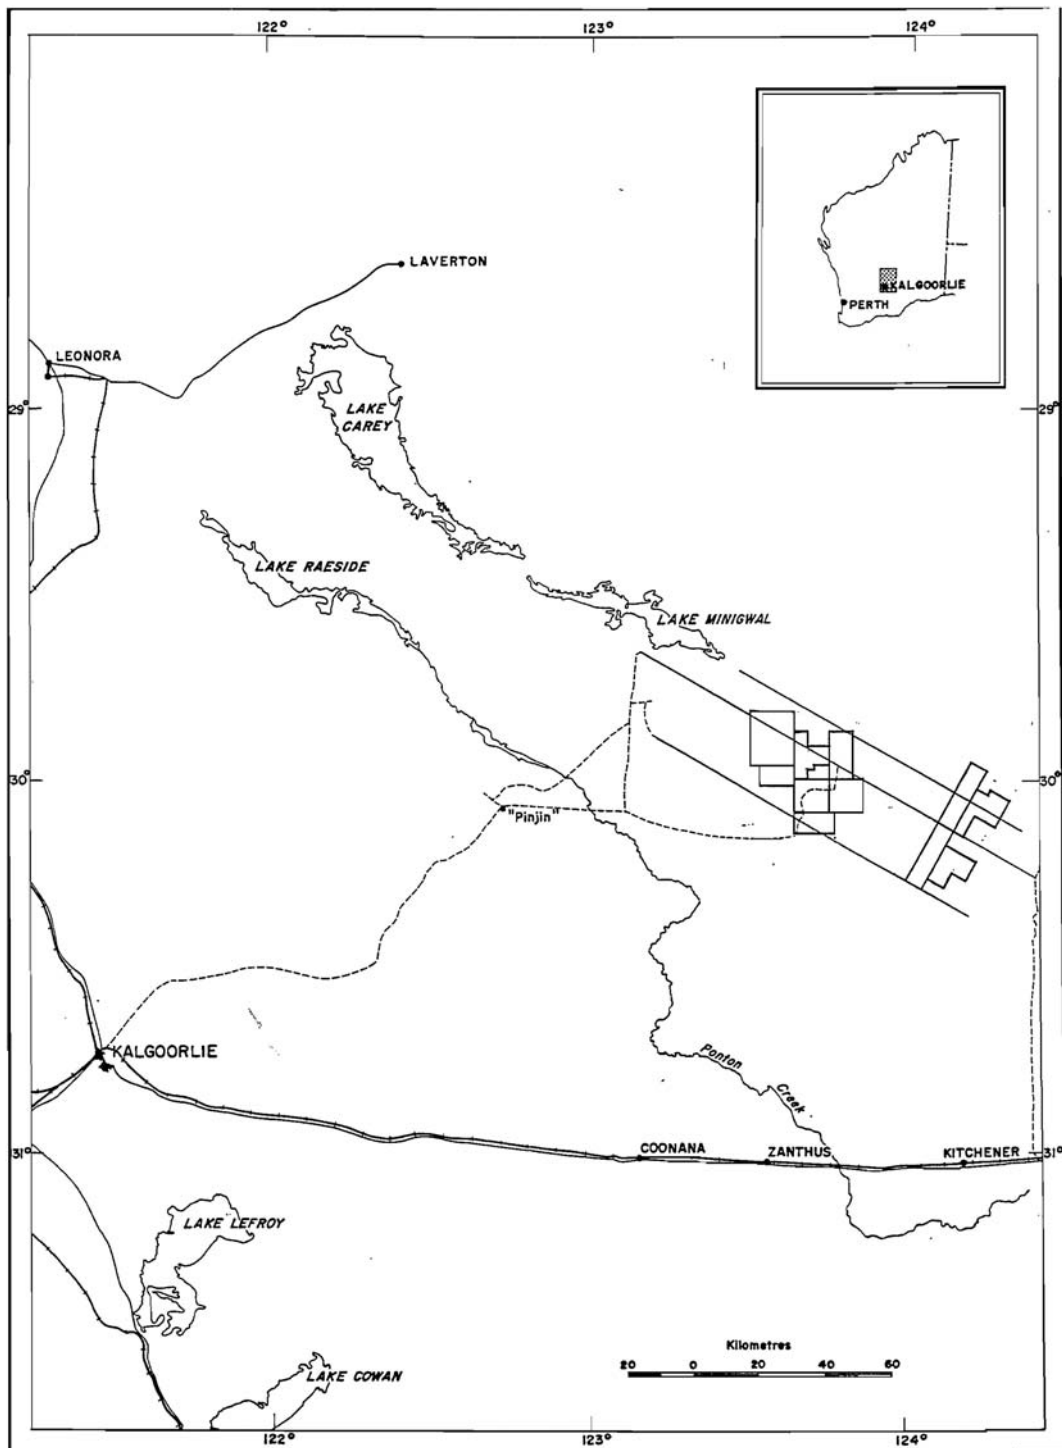 122° 123° 124°
KALGOORLIE
PERTH
LAVERTON
LEONORA
29° 29°
LAKE
CAREY
LAKE RAESIDE
LAKE MINIGWAL
30° 30°
"Pinjin"
KALGOORLIE
Ponton
Creek
31° COONANA ZANTHUS KITCHENER 31°
LAKE LEFROY
Kilometres
20 0 20 40 60
LAKE COWAN
122° 123° 124°